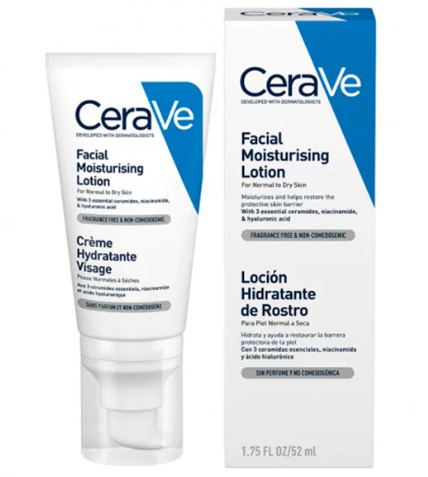 CeraVe
DEVELOPED WITH DERMATOLOGISTS
Facial
Moisturising
Lotion
For Normal to Dry Skin
With 3 essential ceramides, niacinamide,
& hyaluronic acid
FRAGRANCE FREE & NON-COMEDOGENIC
Crème
Hydratante
Visage
Peaux Normales à Sèches
Aux 3 céramides essentiels, niacinamide
et acide hyaluronique
SANS PARFUM ET NON-COMÉDOGÈNE
CeraVe
DEVELOPED WITH DERMATOLOGISTS
Facial
Moisturising
Lotion
For Normal to Dry Skin
Moisturises and helps restore the
protective skin barrier
With 3 essential ceramides, niacinamide,
& hyaluronic acid
FRAGRANCE FREE & NON-COMEDOGENIC
Loción
Hidratante
de Rostro
Para Piel Normal a Seca
Hidrata y ayuda a restaurar la barrera
protectora de la piel
Con 3 ceramidas esenciales, niacinamida
y ácido hialurónico
SIN PERFUME Y NO COMEDOGÉNICA
1.75 FL OZ/52 ml